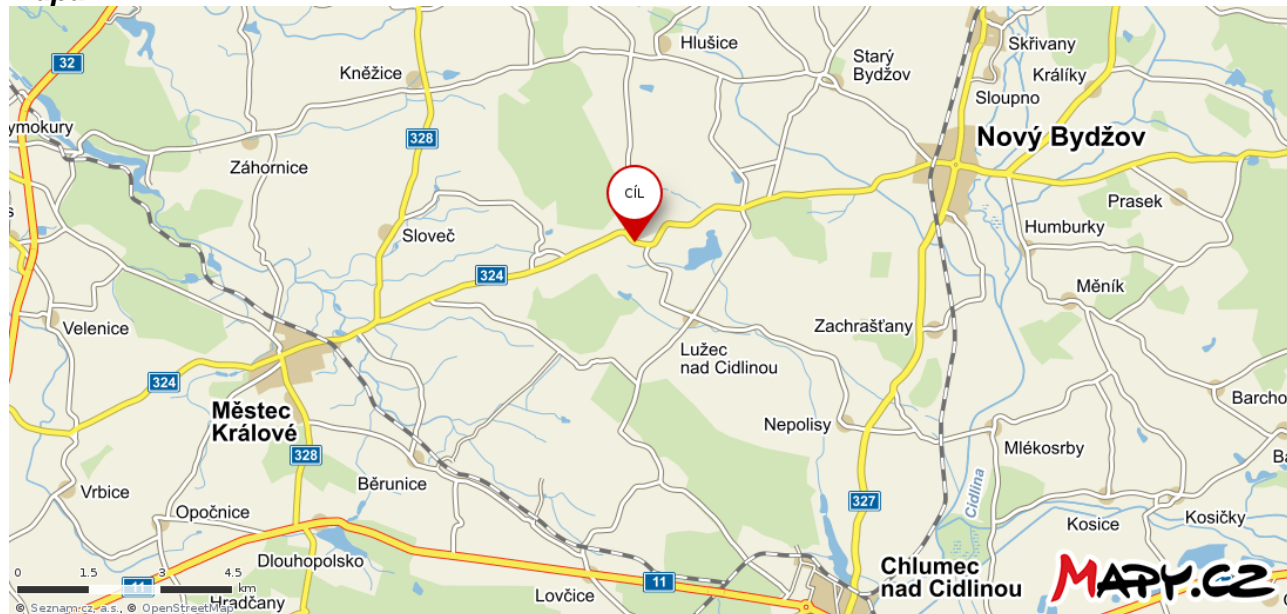 Hlušice
Skřivany
32
Kněžice
Starý
Bydžov
Králíky
Sloupno
ymokury
328
Nový Bydžov
Záhornice
CÍL
Prasek
Sloveč
Humburky
324
Měník
Velenice
Zachrašťany
Lužec
nad Cidlinou
324
Barcho
Městec
Králové
Nepolisy
Mlékosrby
328
Běrunice
Vrbice
Cidlina
327
Opočnice
Kosice
Kosičky
Dlouhopolsko
Chlumec
nad Cidlinou
MAPY.CZ
0 1.5 3 4.5
km
11
11
Lovčice
Hradčany
© Seznam.cz, a.s., © OpenStreetMap